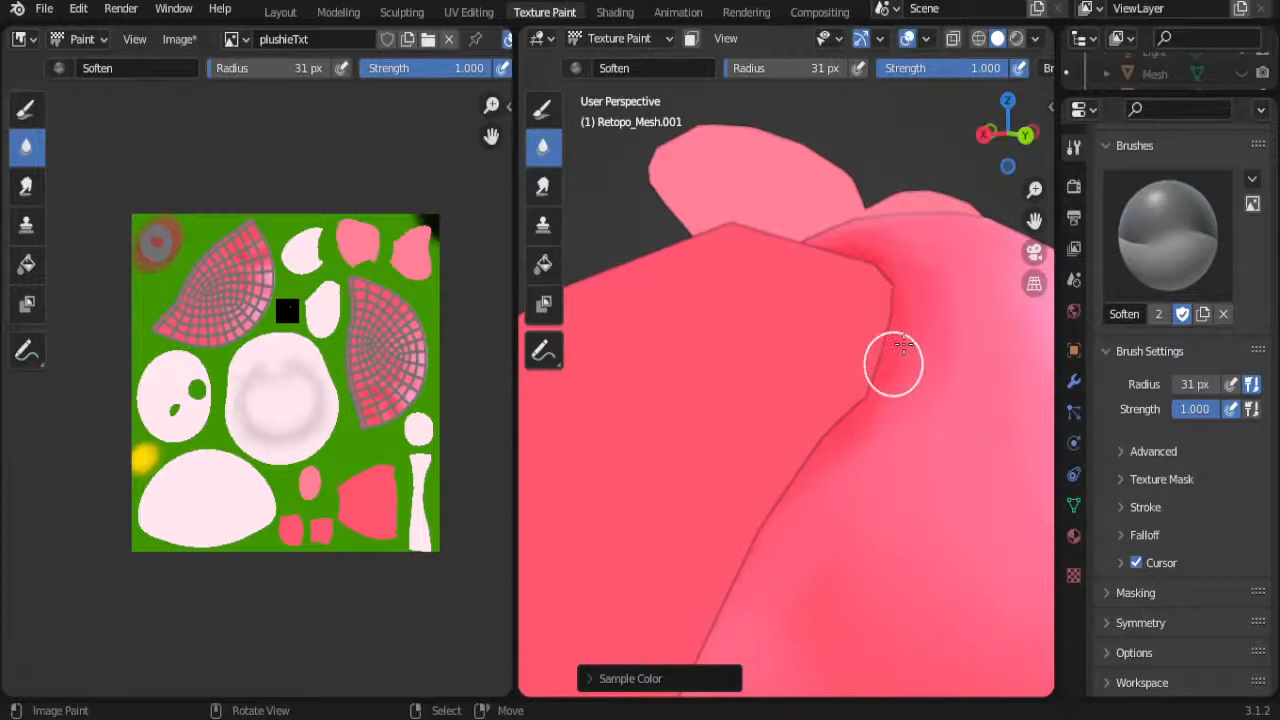 File Edit Render Window Help Layout Modeling Sculpting UV Editing Texture Paint Shading Animation Rendering Compositing Scene ViewLayer
Paint View Image* plushieTxt Texture Paint View
Soften Radius 31 px Strength 1.000 Soften Radius 31 px Strength 1.000 Br
Mesh
User Perspective
(1) Retopo_Mesh.001
Z
X Y
Brushes
Soften 2
Brush Settings
Radius 31 px
Strength 1.000
Advanced
Texture Mask
Stroke
Falloff
Cursor
Masking
Symmetry
Options
Workspace
Sample Color
Image Paint Rotate View Select Move 3.1.2